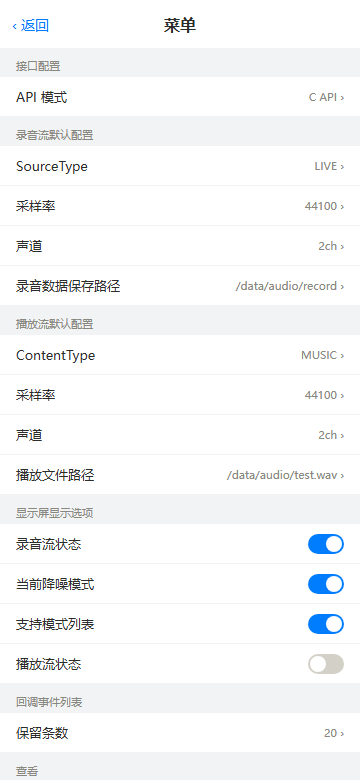 ‹ 返回
菜单
接口配置
API 模式
C API ›
录音流默认配置
SourceType
LIVE ›
采样率
44100 ›
声道
2ch ›
录音数据保存路径
/data/audio/record ›
播放流默认配置
ContentType
MUSIC ›
采样率
44100 ›
声道
2ch ›
播放文件路径
/data/audio/test.wav ›
显示屏显示选项
录音流状态
当前降噪模式
支持模式列表
播放流状态
回调事件列表
保留条数
20 ›
查看